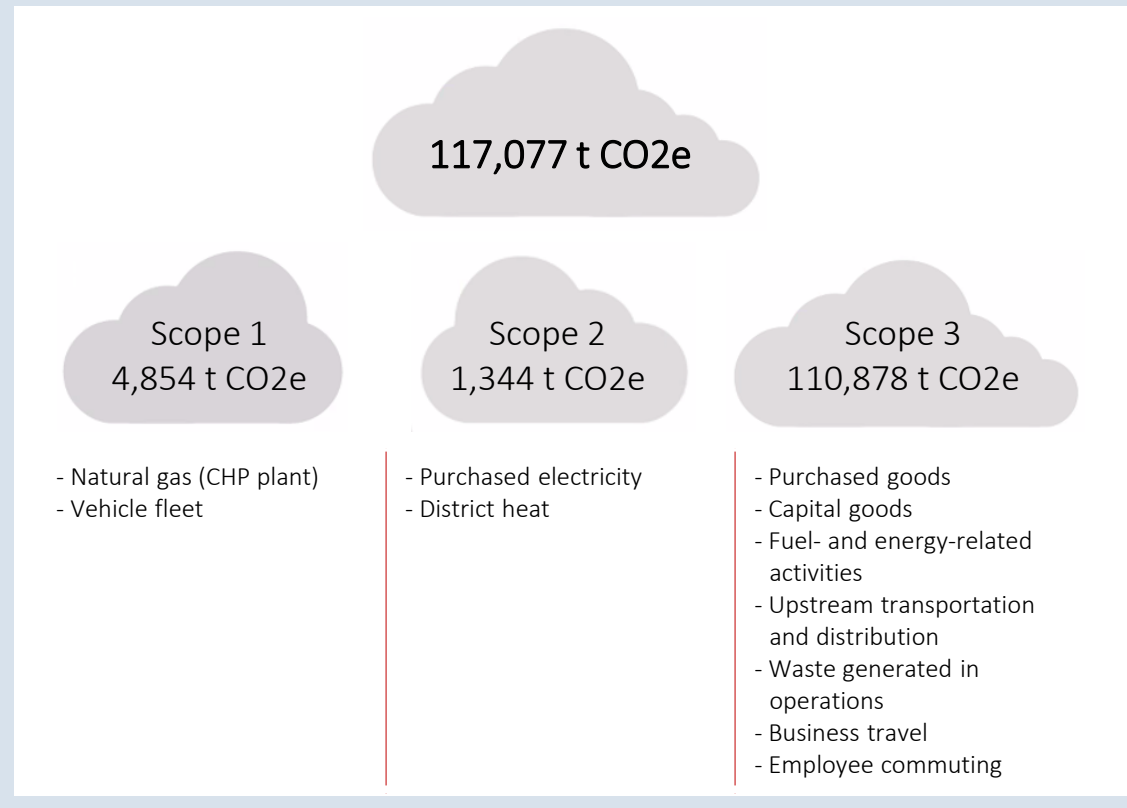 117,077 t CO2e
Scope 1
4,854 t CO2e
Scope 2
1,344 t CO2e
Scope 3
110,878 t CO2e
- Natural gas (CHP plant)
- Vehicle fleet
- Purchased electricity
- District heat
- Purchased goods
- Capital goods
- Fuel- and energy-related
activities
- Upstream transportation
and distribution
- Waste generated in
operations
- Business travel
- Employee commuting